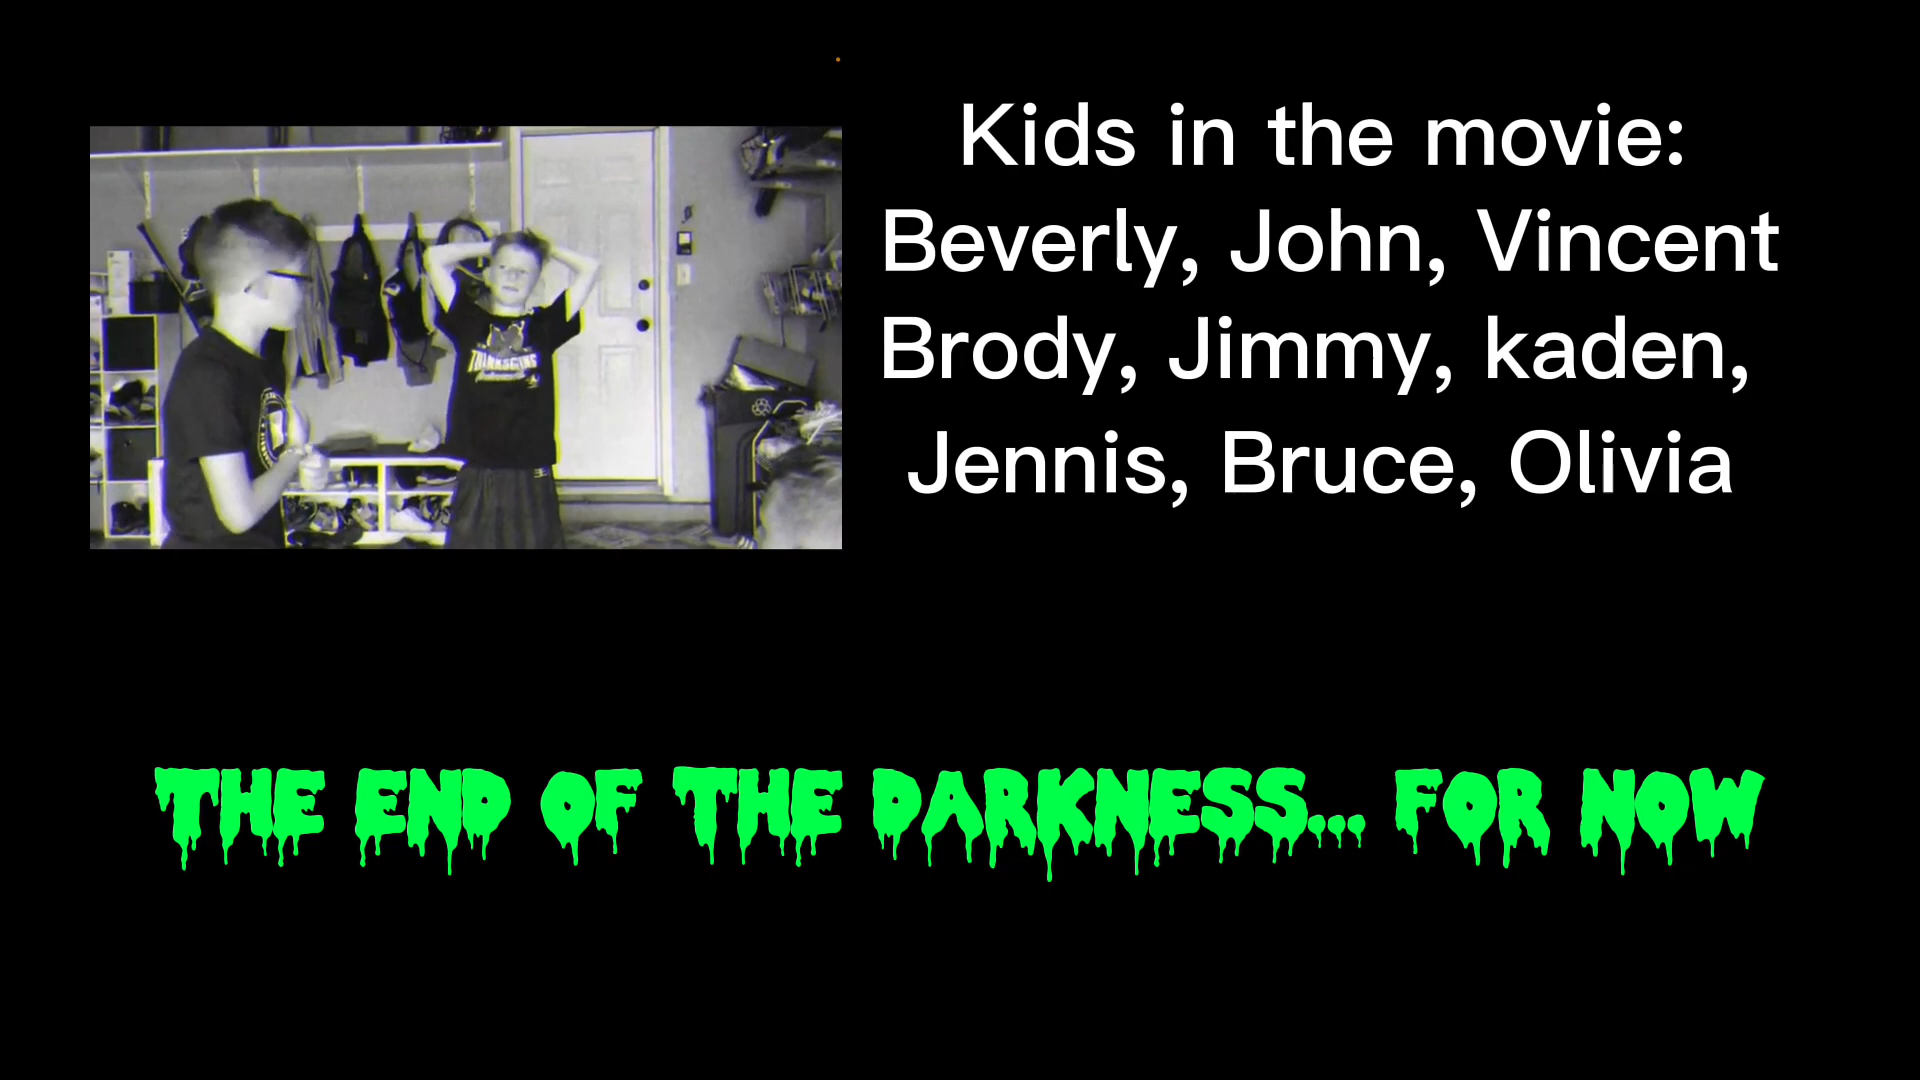 Kids in the movie:
Beverly, John, Vincent
Brody, Jimmy, kaden,
Jennis, Bruce, Olivia
THE END OF THE DARKNESS... FOR NOW